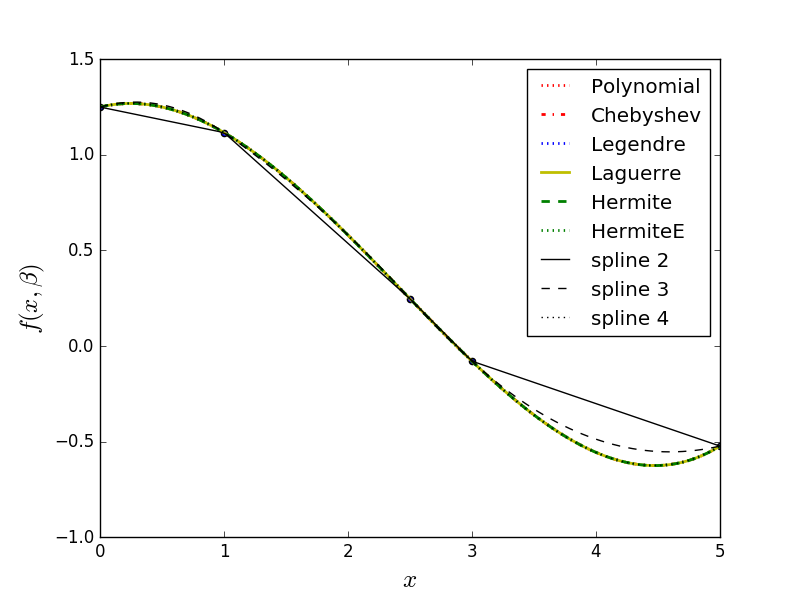 1.5
1.0
0.5
0.0
−0.5
−1.0
f(x, β)
0 1 2 3 4 5
x
Polynomial
Chebyshev
Legendre
Laguerre
Hermite
HermiteE
spline 2
spline 3
spline 4